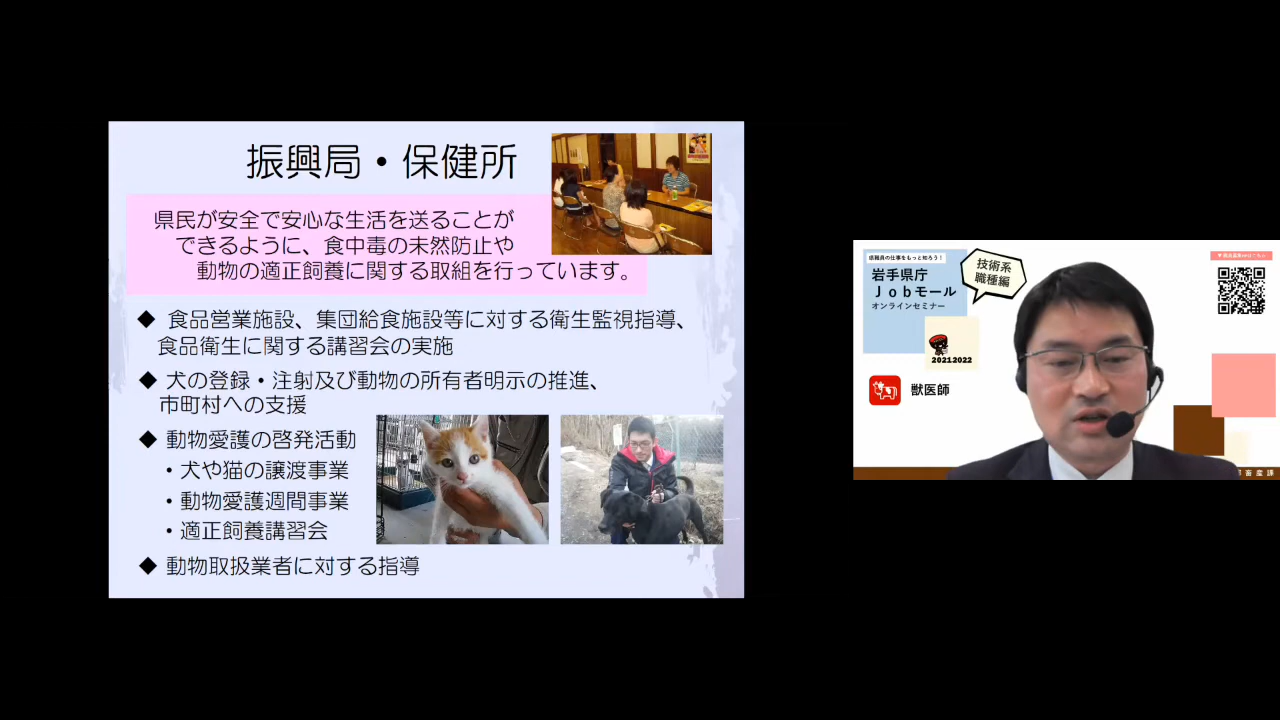 振興局・保健所
県民が安全で安心な生活を送ることが
できるように、食中毒の未然防止や
動物の適正飼養に関する取組を行っています。
◆ 食品営業施設、集団給食施設等に対する衛生監視指導、
食品衛生に関する講習会の実施
◆ 犬の登録・注射及び動物の所有者明示の推進、
市町村への支援
◆ 動物愛護の啓発活動
・犬や猫の譲渡事業
・動物愛護週間事業
・適正飼養講習会
◆ 動物取扱業者に対する指導
県職員の仕事をもっと知ろう！
岩手県庁
Ｊｏｂモール
オンラインセミナー
技術系
職種編
2021.2022
獣医師
畜産課